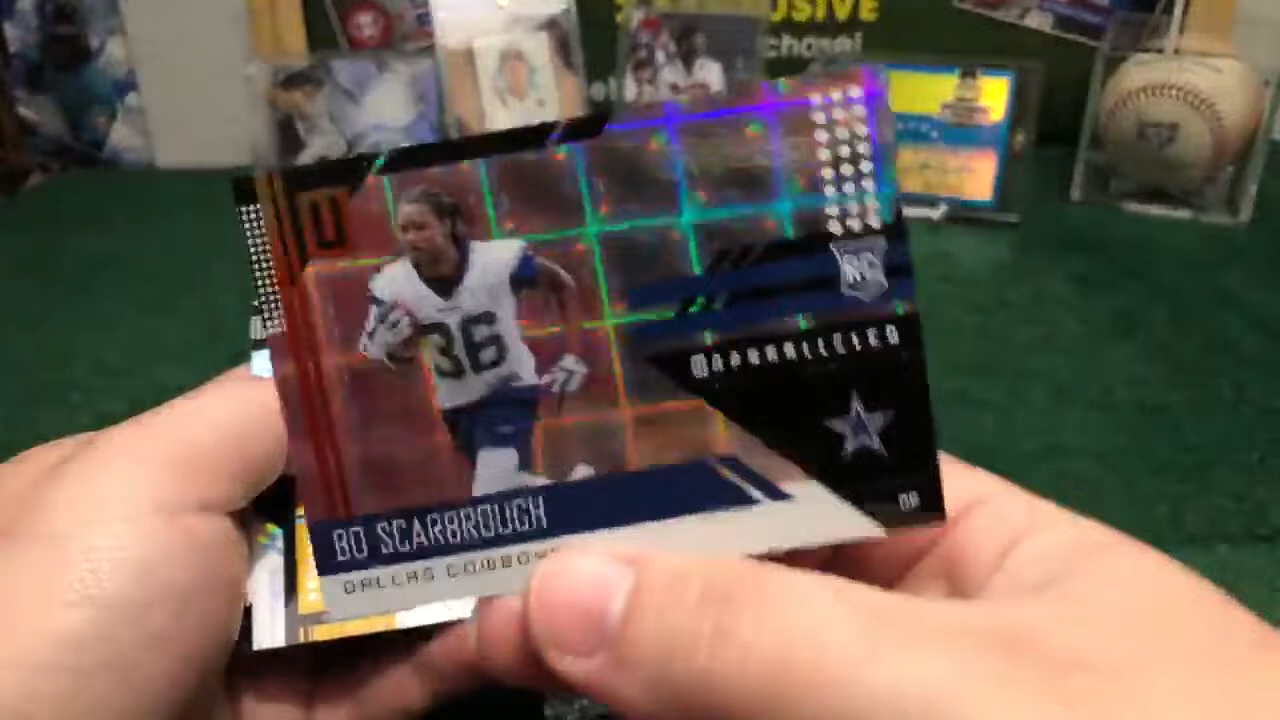 USIVE
U
36
RC
UNPARALLELED
BO SCARBROUGH
DALLAS COWBOYS